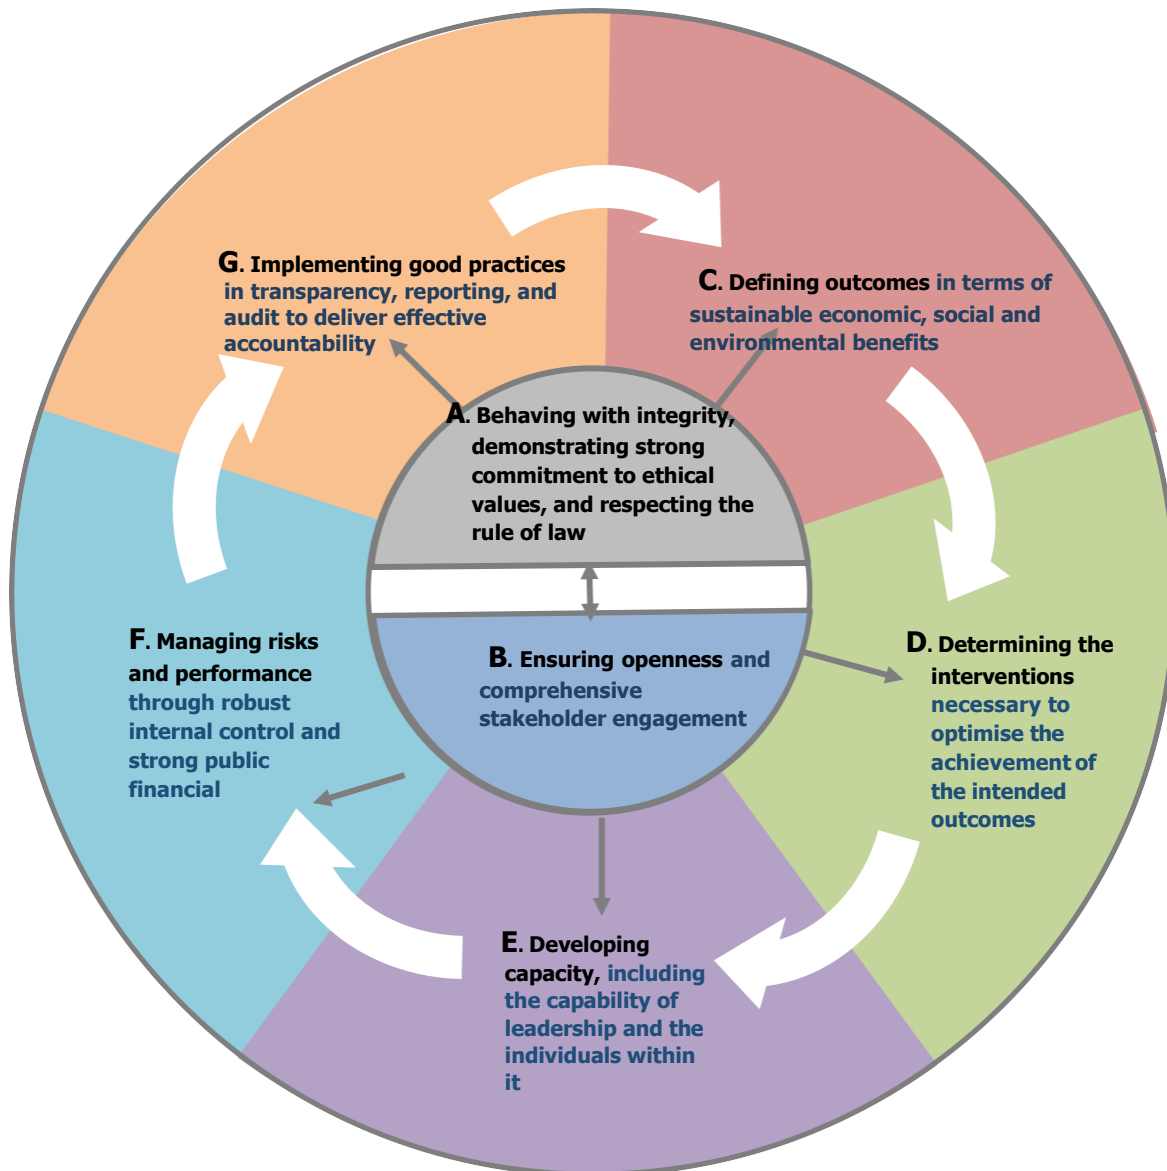 G. Implementing good practices
in transparency, reporting, and
audit to deliver effective
accountability
C. Defining outcomes in terms of
sustainable economic, social and
environmental benefits
A. Behaving with integrity,
demonstrating strong
commitment to ethical
values, and respecting the
rule of law
B. Ensuring openness and
comprehensive
stakeholder engagement
D. Determining the
interventions
necessary to
optimise the
achievement of
the intended
outcomes
E. Developing
capacity, including
the capability of
leadership and the
individuals within
it
F. Managing risks
and performance
through robust
internal control and
strong public
financial